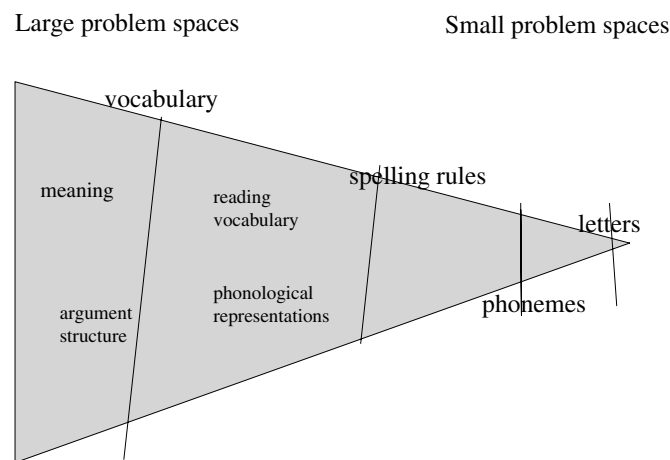 Large problem spaces
Small problem spaces
vocabulary
spelling rules
meaning
reading
vocabulary
letters
argument
structure
phonological
representations
phonemes